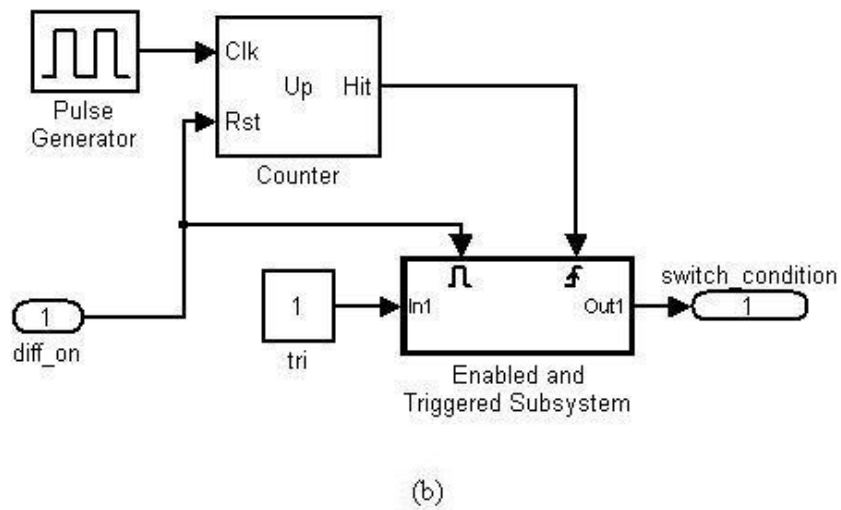 Clk
Up
Hit
Rst
Pulse
Generator
Counter
1
diff_on
1
tri
In1
Out1
switch_condition
1
Enabled and
Triggered Subsystem
(b)